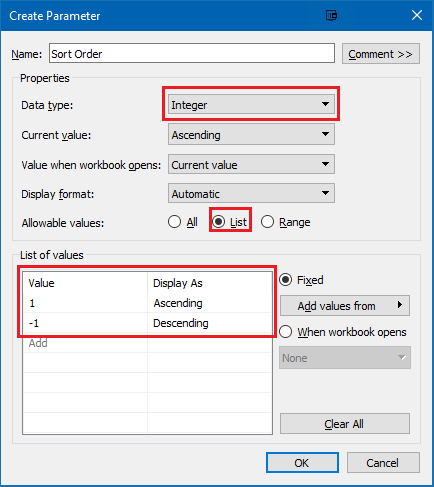 Create Parameter
Name: Sort Order Comment >>
Properties
Data type: Integer
Current value: Ascending
Value when workbook opens: Current value
Display format: Automatic
Allowable values: All List Range
List of values
Value Display As
1 Ascending
-1 Descending
Add
Fixed
Add values from
When workbook opens
None
Clear All
OK Cancel